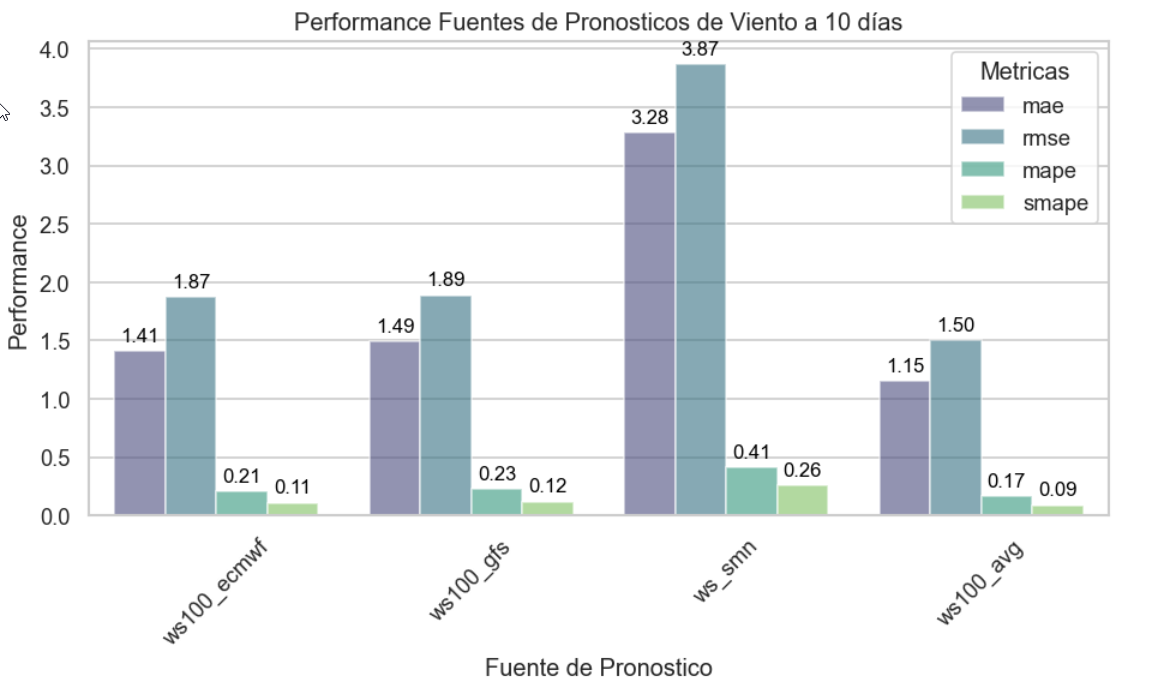 Performance Fuentes de Pronosticos de Viento a 10 días
Performance
4.0
3.5
3.0
2.5
2.0
1.5
1.0
0.5
0.0
1.41
1.87
0.21
0.11
1.49
1.89
0.23
0.12
3.28
3.87
0.41
0.26
1.15
1.50
0.17
0.09
Metricas
mae
rmse
mape
smape
ws100_ecmwf
ws100_gfs
ws_smn
ws100_avg
Fuente de Pronostico